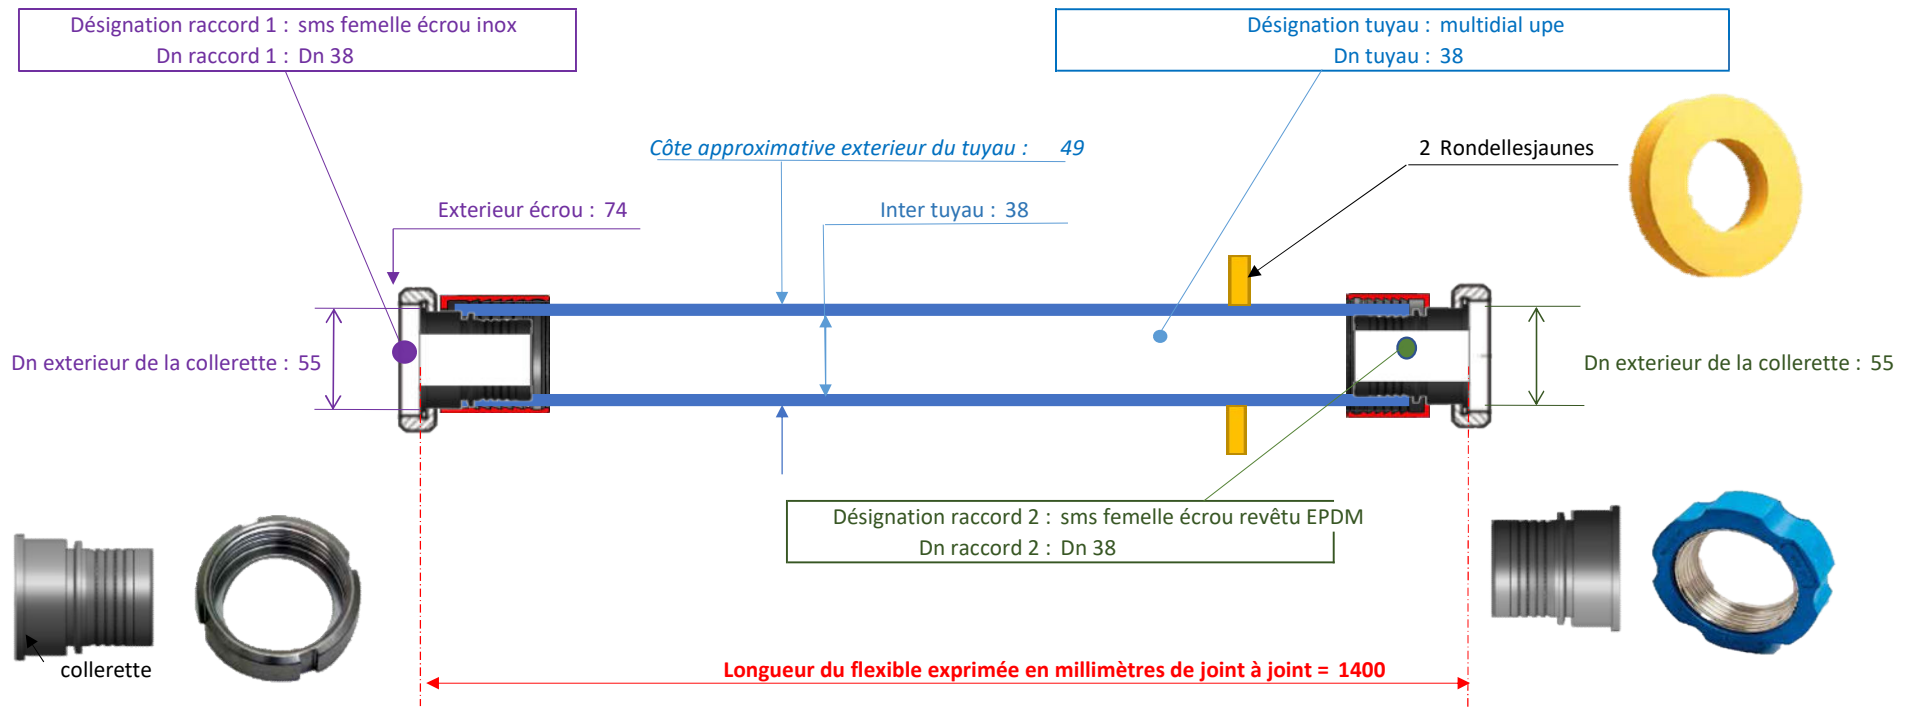 Désignation raccord 1 : sms femelle écrou inox
Dn raccord 1 : Dn 38
Désignation tuyau : multidial upe
Dn tuyau : 38
Côte approximative exterieur du tuyau : 49
2 Rondellesjaunes
Exterieur écrou : 74
Inter tuyau : 38
Dn exterieur de la collerette : 55
Dn exterieur de la collerette : 55
Désignation raccord 2 : sms femelle écrou revêtu EPDM
Dn raccord 2 : Dn 38
collerette
Longueur du flexible exprimée en millimètres de joint à joint = 1400